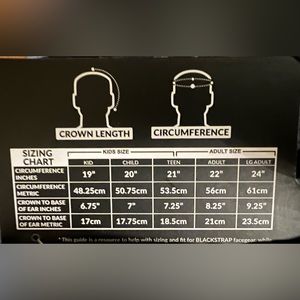 CROWN LENGTH CIRCUMFERENCE
SIZING CHART KIDS SIZE ADULT SIZE
KID CHILD TEEN ADULT LG ADULT
CIRCUMFERENCE INCHES 19" 20" 21" 22" 24"
CIRCUMFERENCE METRIC 48.25cm 50.75cm 53.5cm 56cm 61cm
CROWN TO BASE OF EAR INCHES 6.75" 7" 7.25" 8.25" 9.25"
CROWN TO BASE OF EAR METRIC 17cm 17.75cm 18.5cm 21cm 23.5cm
* This guide is a resource to help with sizing and fit for BLACKSTRAP facegear, while